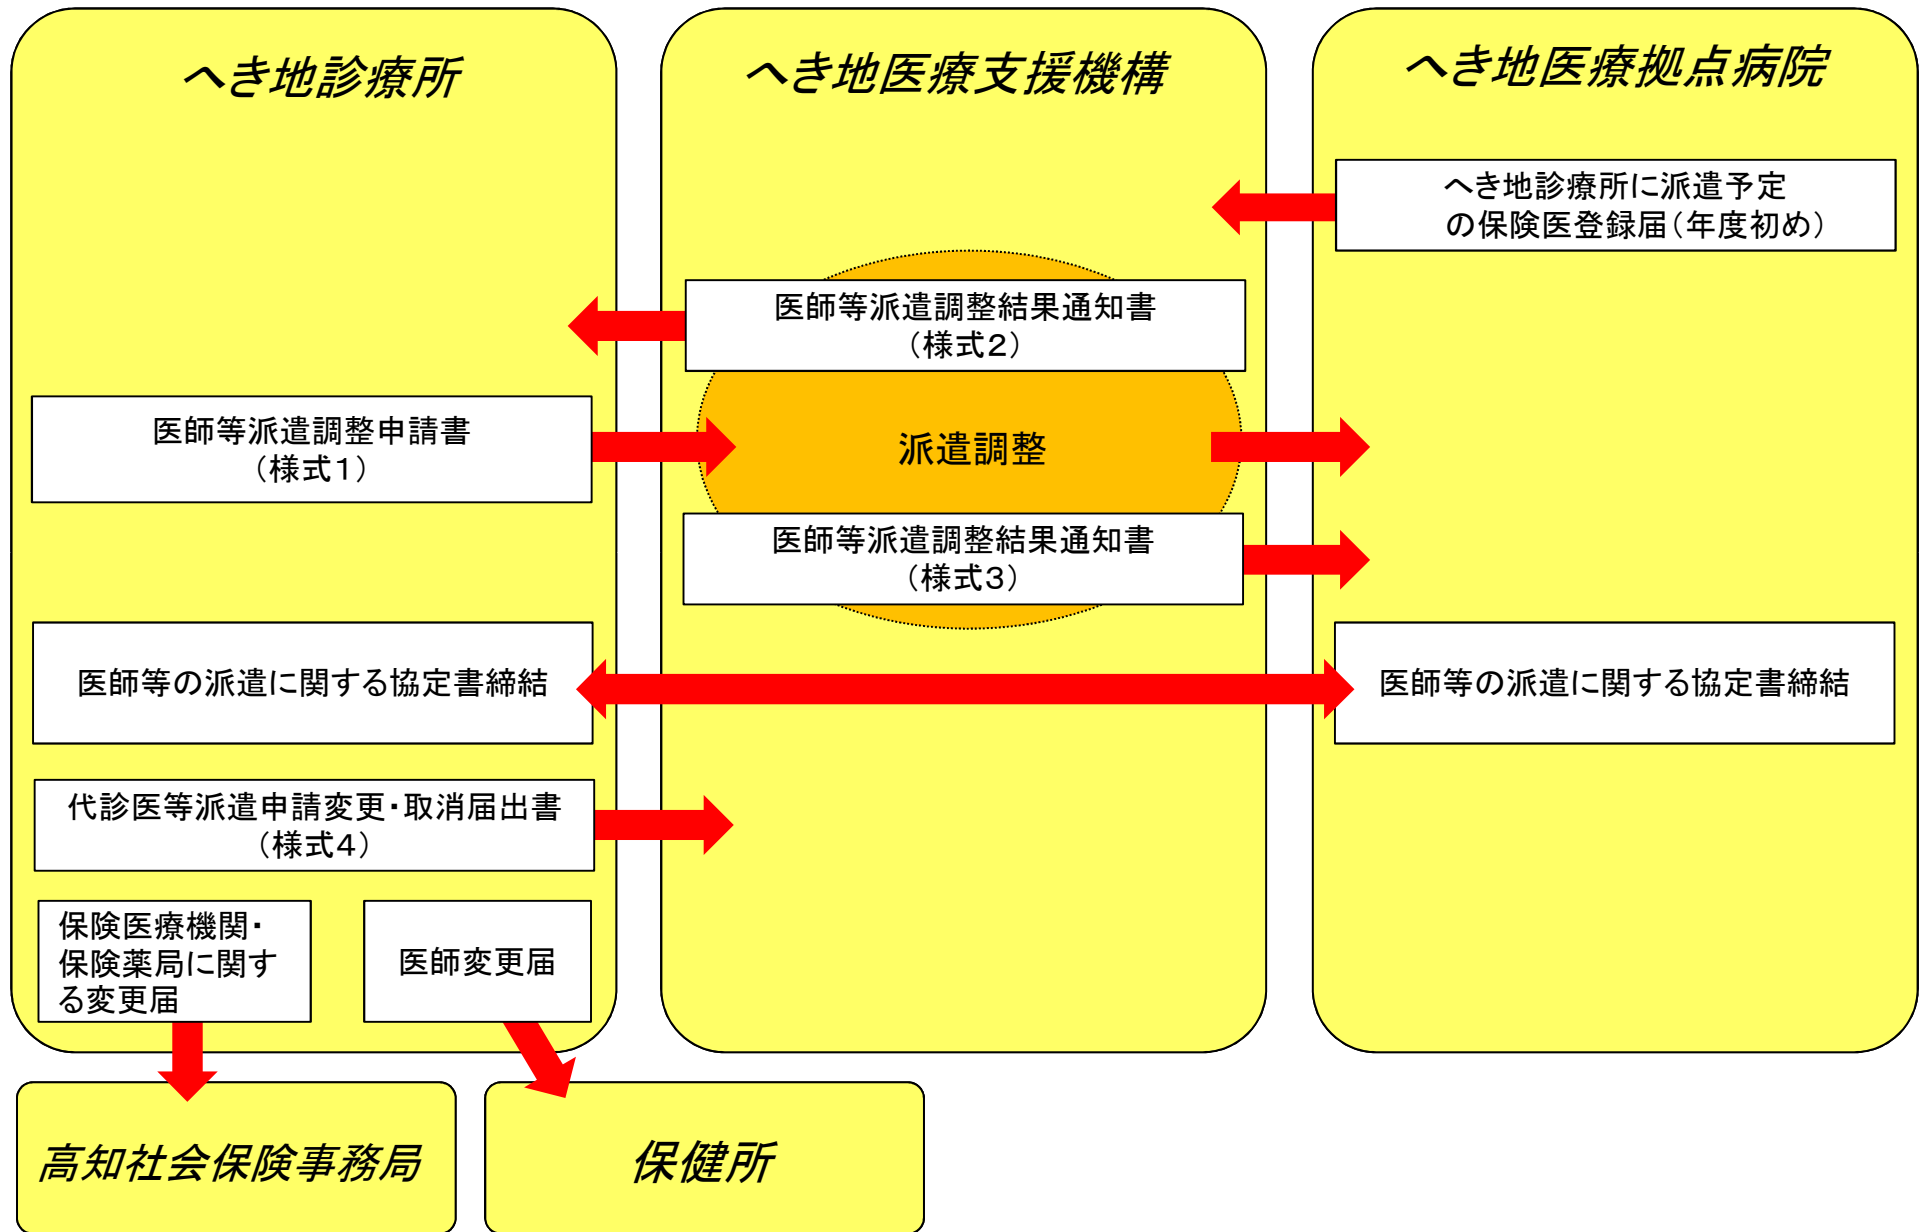 へき地診療所
へき地医療支援機構
へき地医療拠点病院
へき地診療所に派遣予定
の保険医登録届（年度初め）
医師等派遣調整結果通知書
（様式２）
医師等派遣調整申請書
（様式１）
派遣調整
医師等派遣調整結果通知書
（様式３）
医師等の派遣に関する協定書締結
医師等の派遣に関する協定書締結
代診医等派遣申請変更・取消届出書
（様式４）
保険医療機関・
保険薬局に関す
る変更届
医師変更届
高知社会保険事務局
保健所